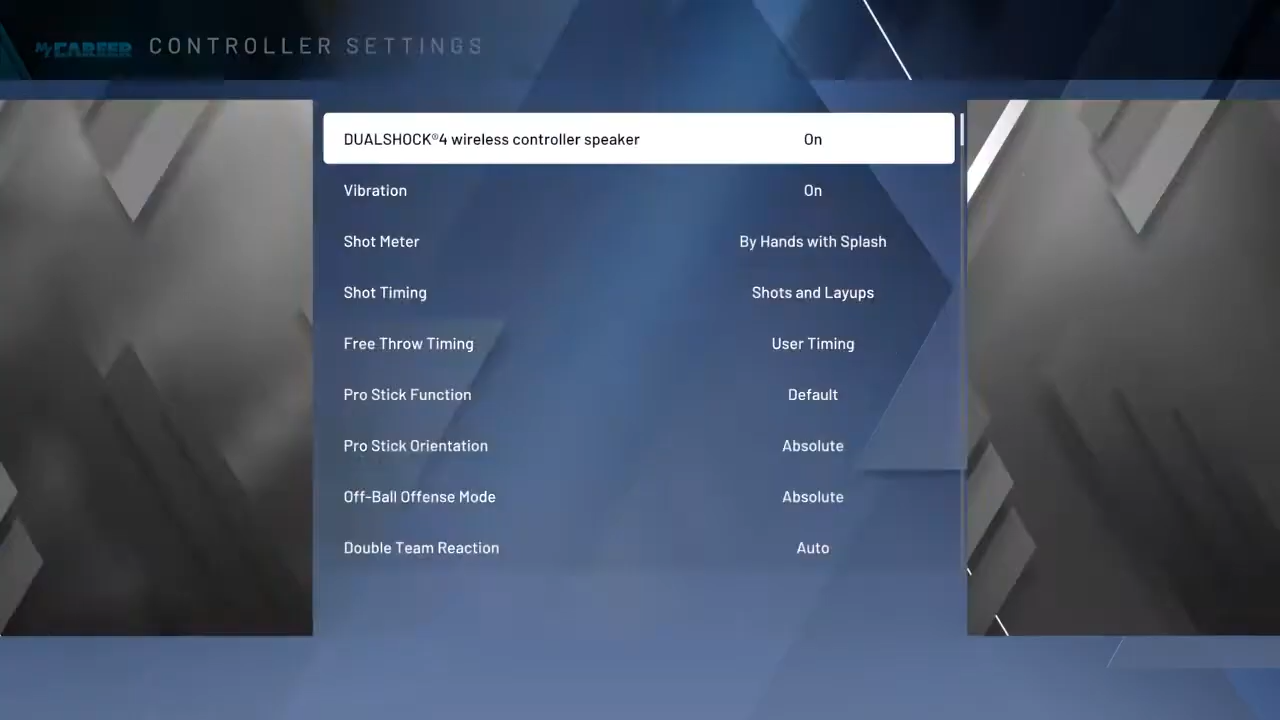 MyCAREER CONTROLLER SETTINGS
DUALSHOCK®4 wireless controller speaker On
Vibration On
Shot Meter By Hands with Splash
Shot Timing Shots and Layups
Free Throw Timing User Timing
Pro Stick Function Default
Pro Stick Orientation Absolute
Off-Ball Offense Mode Absolute
Double Team Reaction Auto